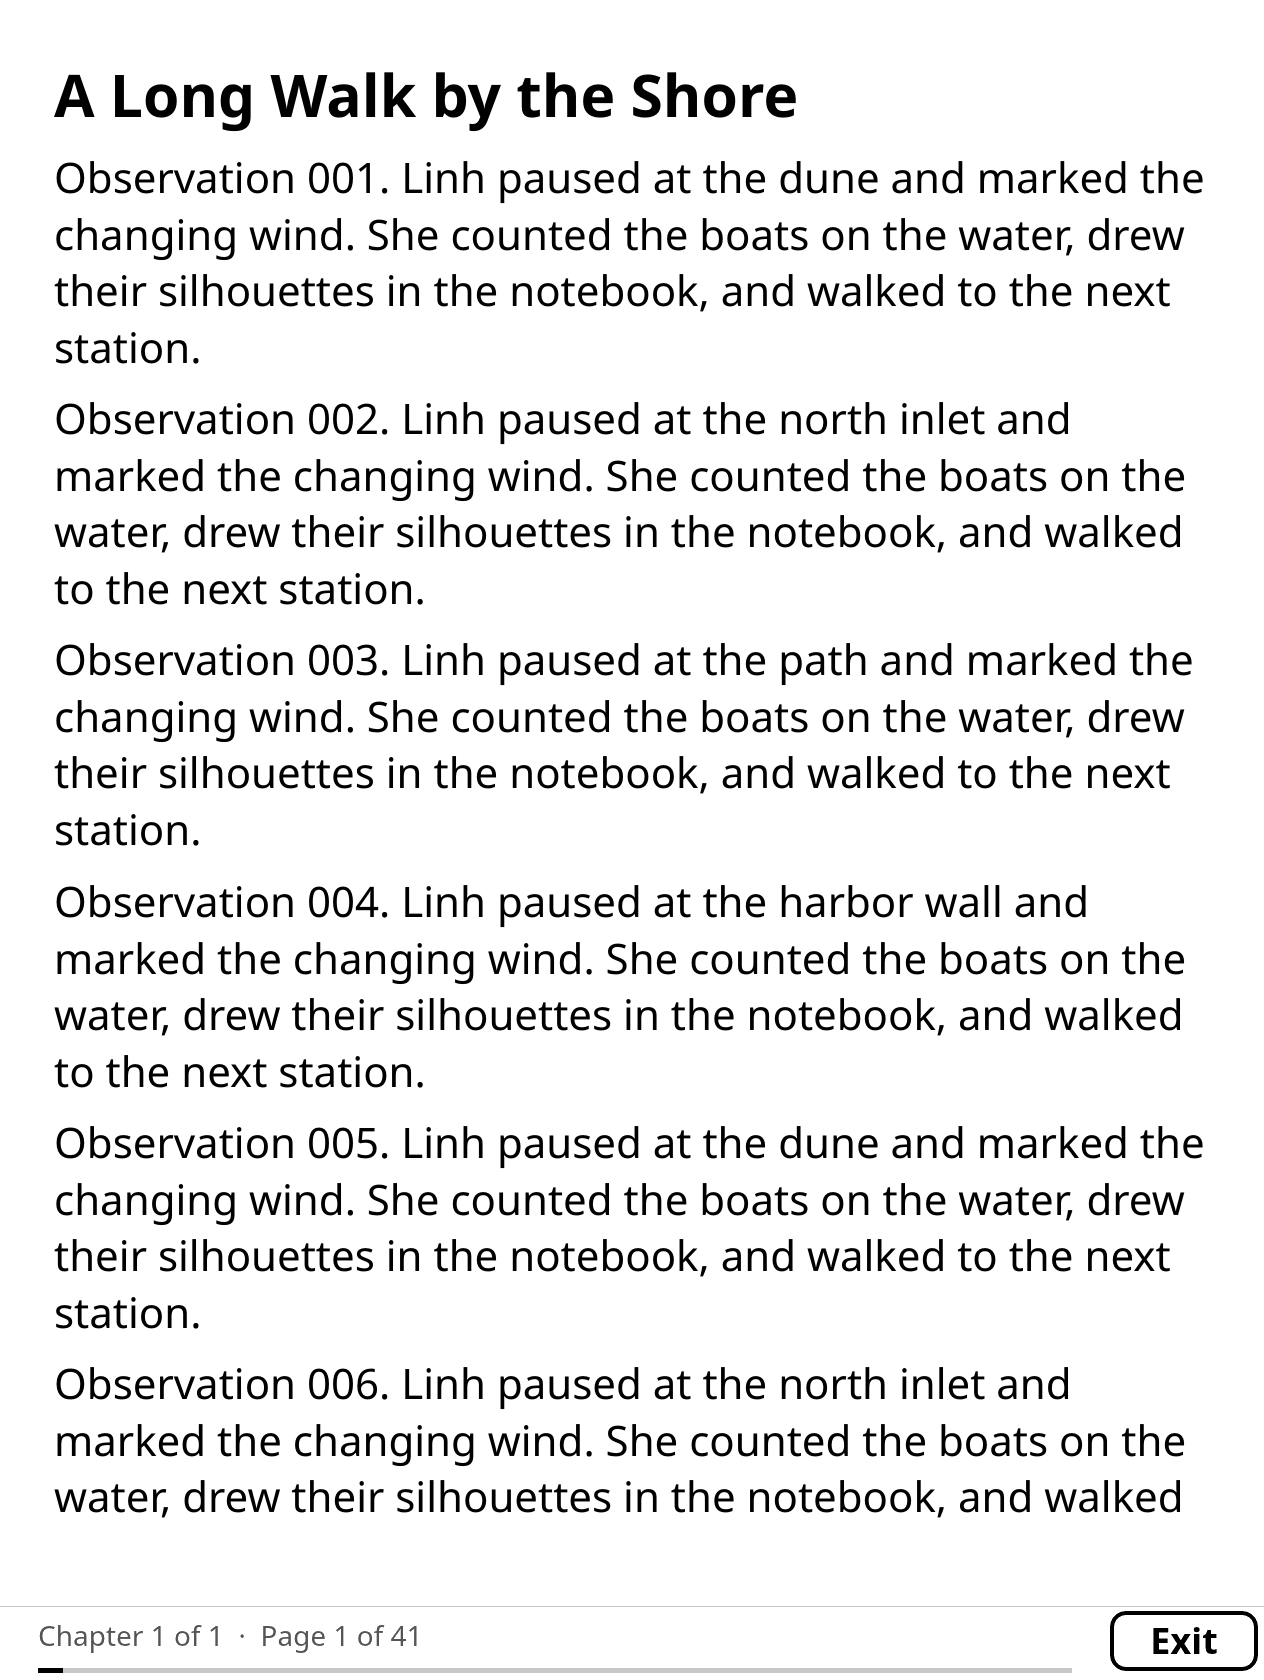 A Long Walk by the Shore
Observation 001. Linh paused at the dune and marked the
changing wind. She counted the boats on the water, drew
their silhouettes in the notebook, and walked to the next
station.
Observation 002. Linh paused at the north inlet and
marked the changing wind. She counted the boats on the
water, drew their silhouettes in the notebook, and walked
to the next station.
Observation 003. Linh paused at the path and marked the
changing wind. She counted the boats on the water, drew
their silhouettes in the notebook, and walked to the next
station.
Observation 004. Linh paused at the harbor wall and
marked the changing wind. She counted the boats on the
water, drew their silhouettes in the notebook, and walked
to the next station.
Observation 005. Linh paused at the dune and marked the
changing wind. She counted the boats on the water, drew
their silhouettes in the notebook, and walked to the next
station.
Observation 006. Linh paused at the north inlet and
marked the changing wind. She counted the boats on the
water, drew their silhouettes in the notebook, and walked
Chapter 1 of 1 · Page 1 of 41
Exit